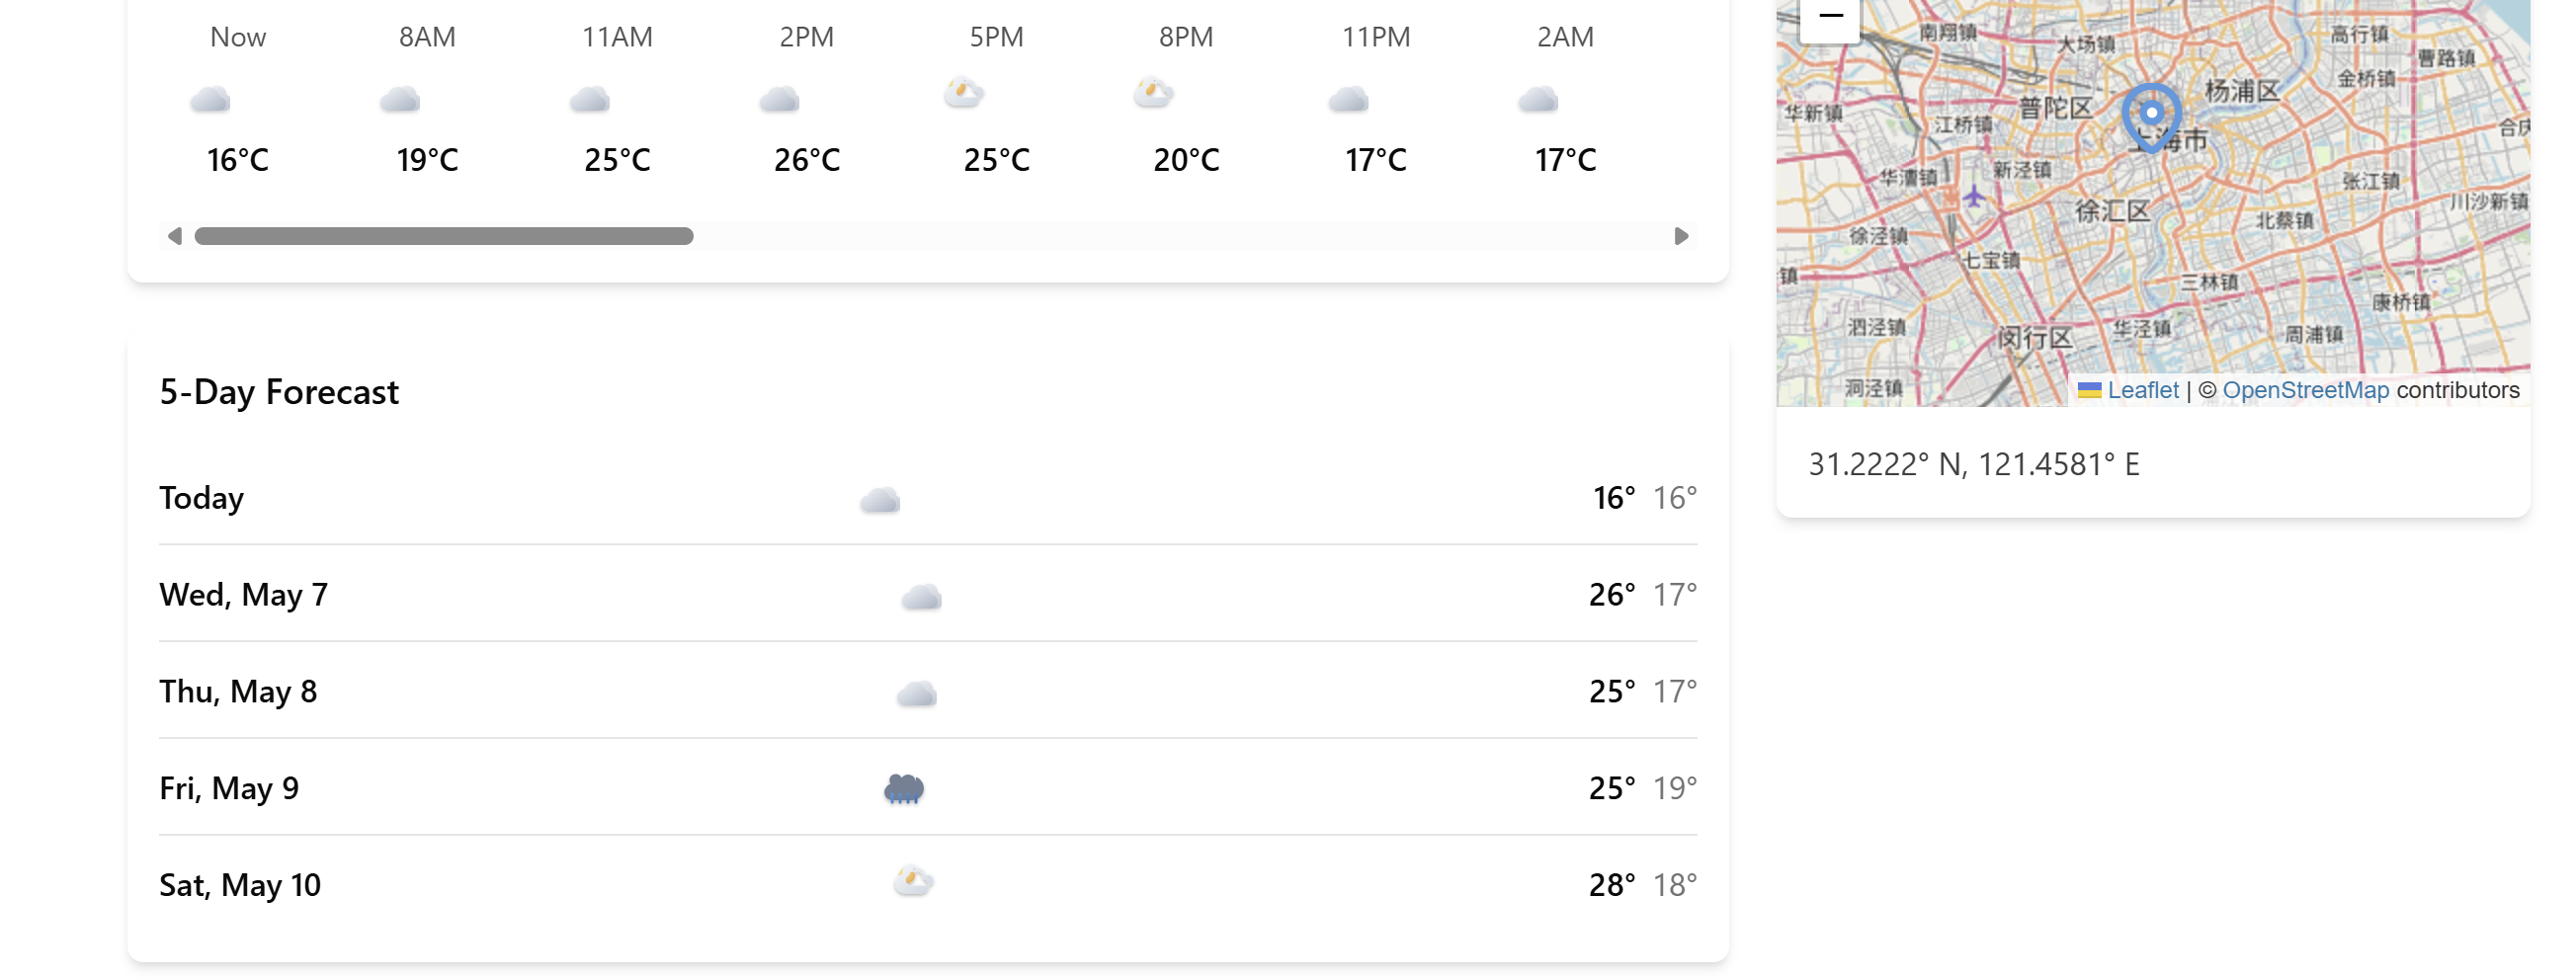 Now 8AM 11AM 2PM 5PM 8PM 11PM 2AM
16°C 19°C 25°C 26°C 25°C 20°C 17°C 17°C
5-Day Forecast
Today 16° 16°
Wed, May 7 26° 17°
Thu, May 8 25° 17°
Fri, May 9 25° 19°
Sat, May 10 28° 18°
−
南翔镇
大场镇
高行镇
曹路镇
金桥镇
杨浦区
普陀区
华新镇
江桥镇
上海市
新泾镇
华漕镇
张江镇
川沙新镇
徐汇区
北蔡镇
徐泾镇
七宝镇
镇
三林镇
康桥镇
泗泾镇
闵行区
华泾镇
周浦镇
洞泾镇
Leaflet | © OpenStreetMap contributors
31.2222° N, 121.4581° E